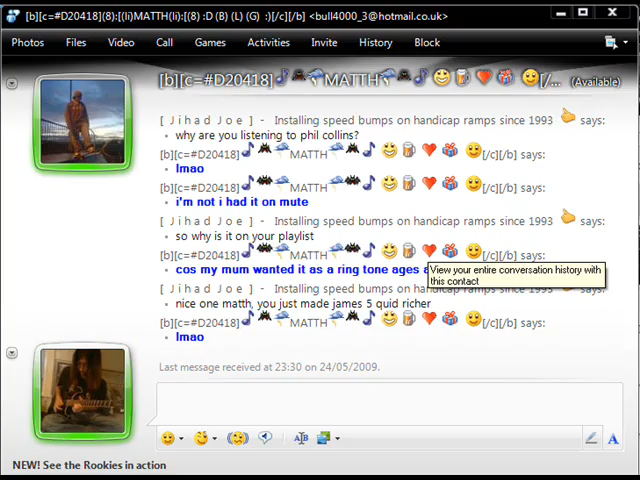 [b][c=#D20418](8):[(li)MATTH(li):[(8) :D (B) (L) (G) :)[/c][/b] <bull4000_3@hotmail.co.uk>
Photos Files Video Call Games Activities Invite History Block
[b][c=#D20418] MATTH [/... (Available)
[ J i h a d J o e ] - Installing speed bumps on handicap ramps since 1993 says:
why are you listening to phil collins?
[b][c=#D20418] MATTH [/c][/b] says:
lmao
[b][c=#D20418] MATTH [/c][/b] says:
i'm not i had it on mute
[ J i h a d J o e ] - Installing speed bumps on handicap ramps since 1993 says:
so why is it on your playlist
[b][c=#D20418] MATTH [/c][/b] says:
cos my mum wanted it as a ring tone ages
View your entire conversation history with
this contact
[ J i h a d J o e ] - Installing speed bumps on handicap ramps since 1993 says:
nice one matth, you just made james 5 quid richer
[b][c=#D20418] MATTH [/c][/b] says:
lmao
Last message received at 23:30 on 24/05/2009.
NEW! See the Rookies in action